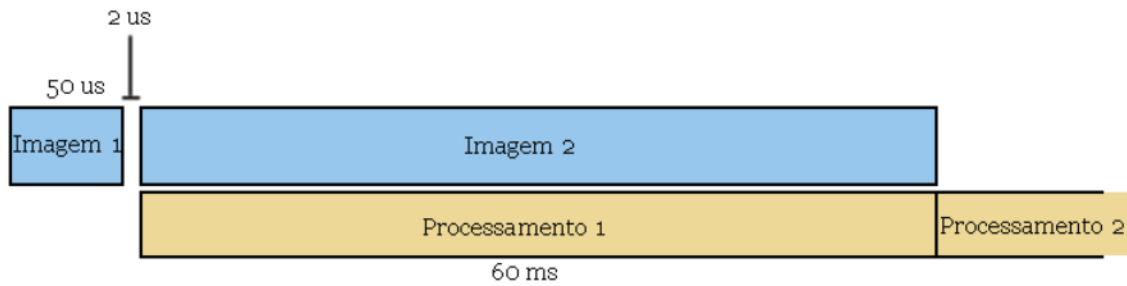 2 us
50 us
Imagem 1
Imagem 2
Processamento 1
Processamento 2
60 ms